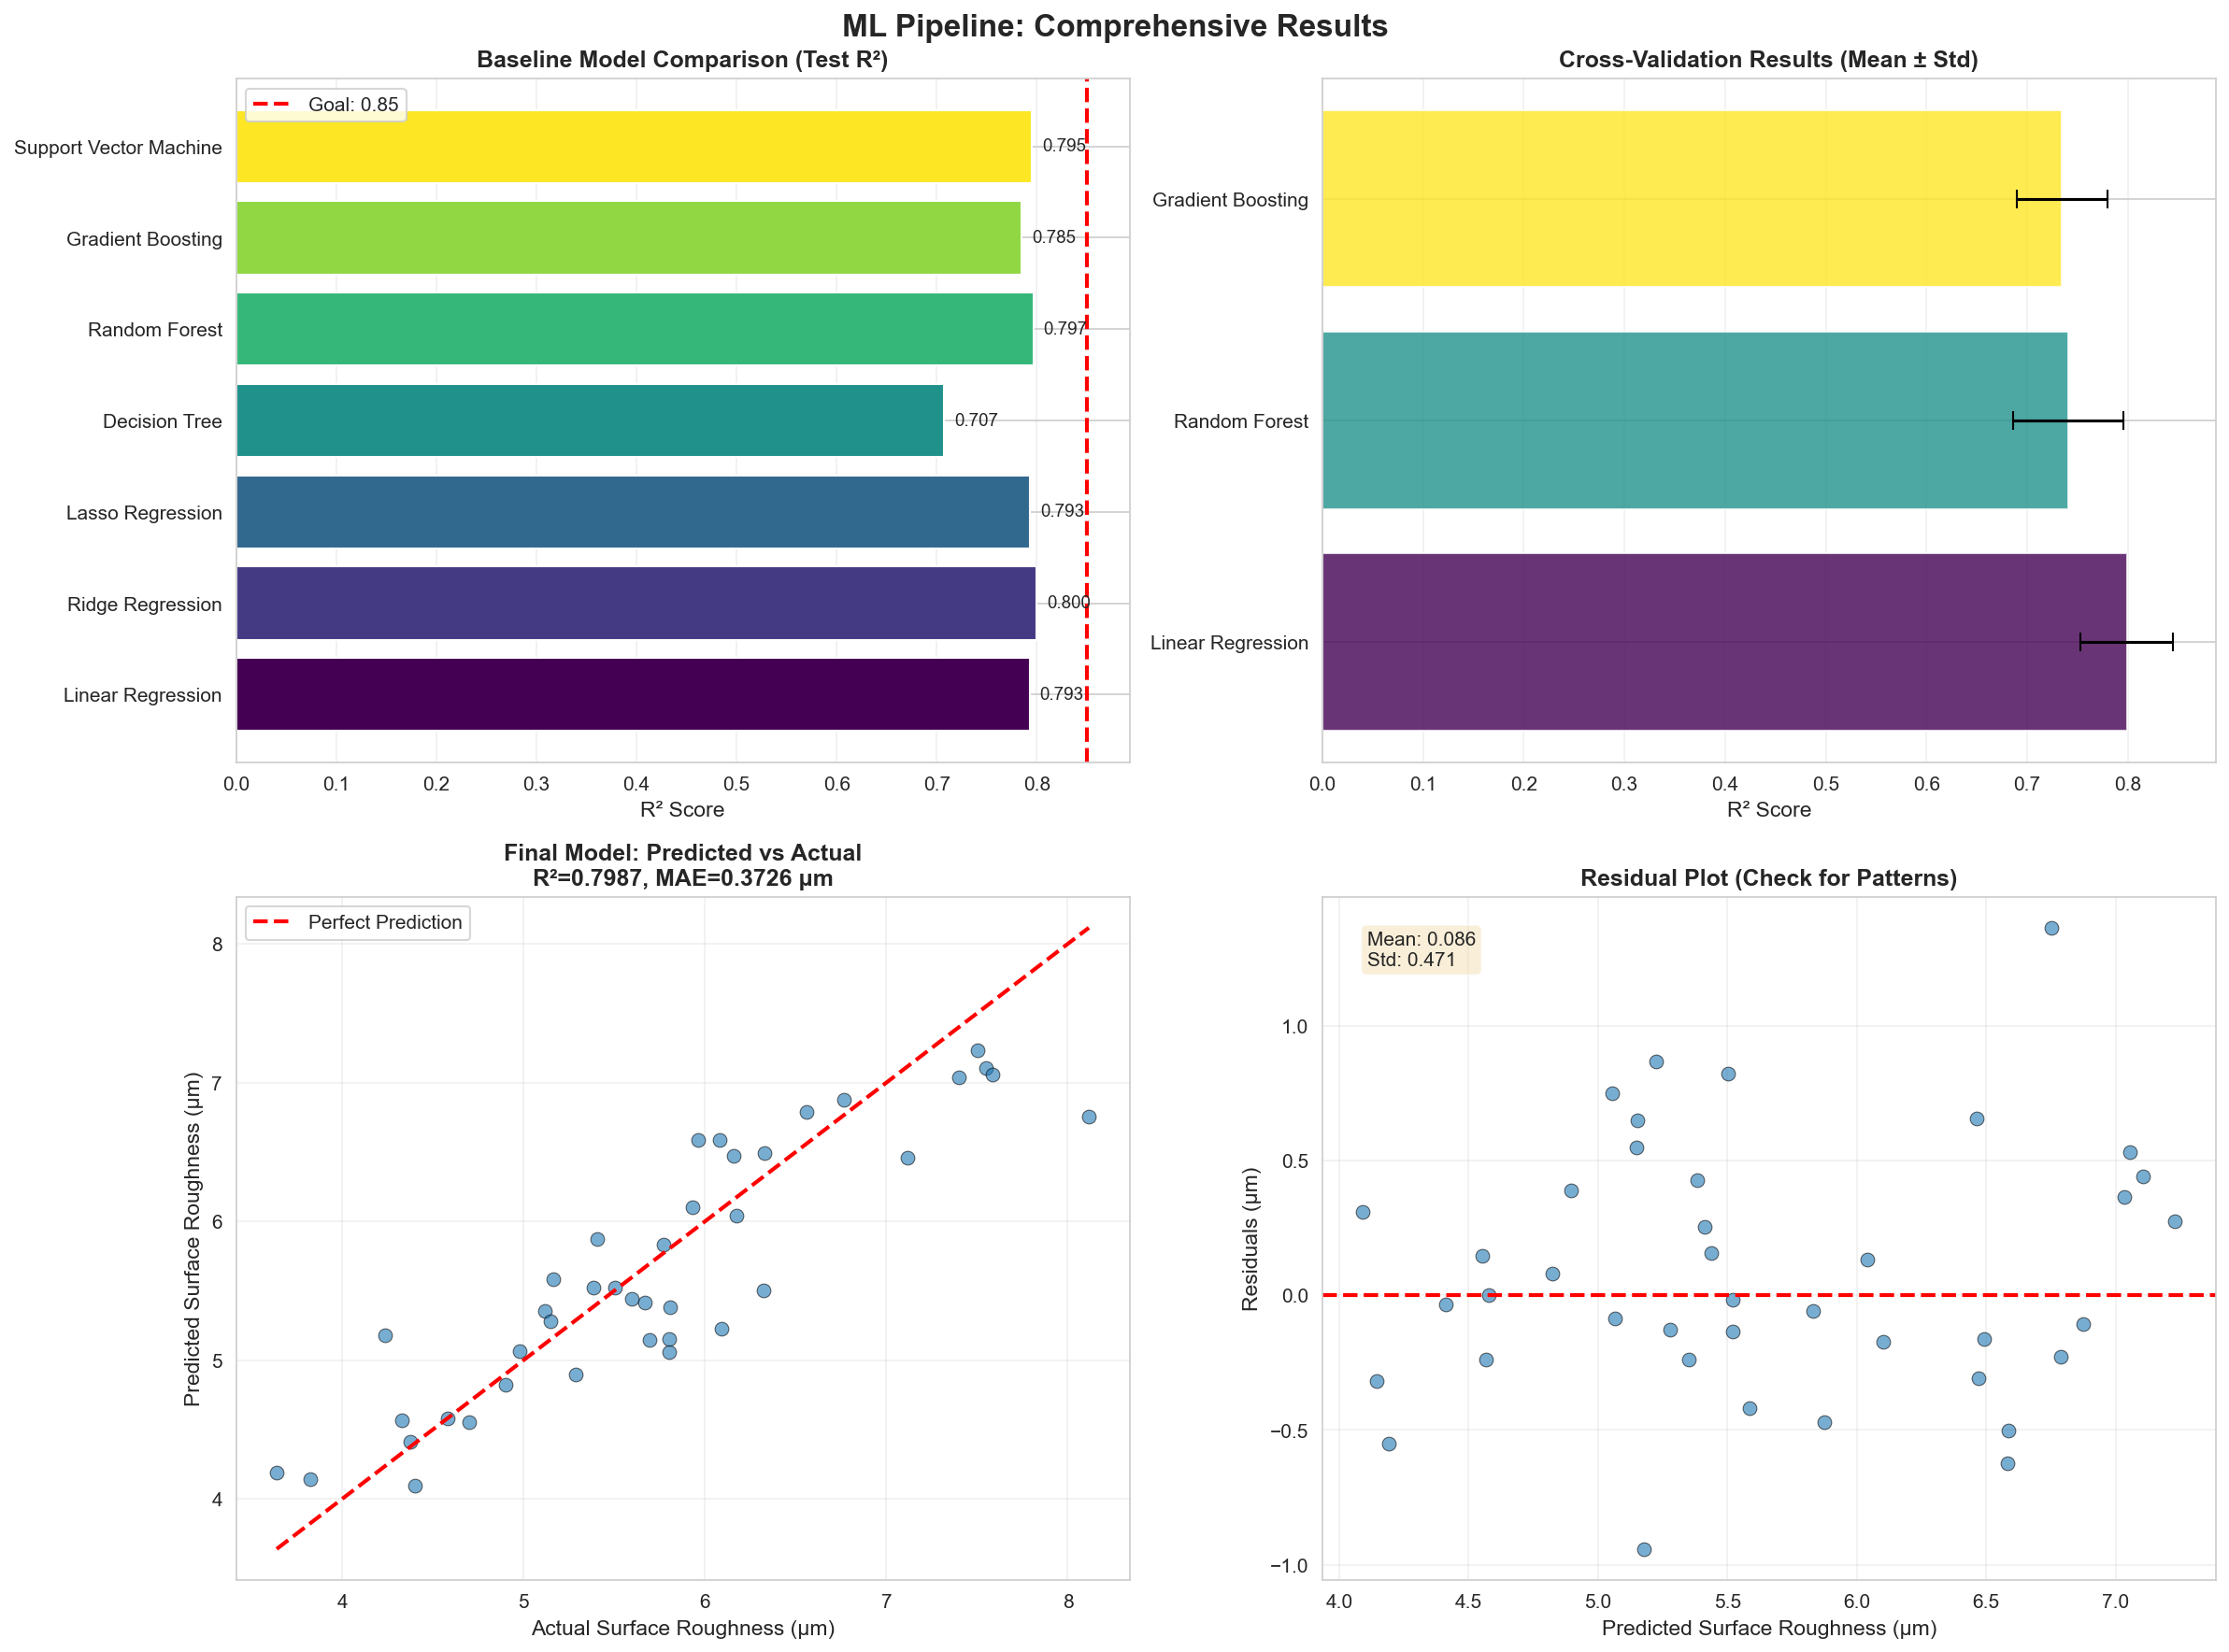 ML Pipeline: Comprehensive Results
Baseline Model Comparison (Test R²)
Goal: 0.85
Support Vector Machine
0.795
Gradient Boosting
0.785
Random Forest
0.797
Decision Tree
0.707
Lasso Regression
0.793
Ridge Regression
0.800
Linear Regression
0.793
0.0 0.1 0.2 0.3 0.4 0.5 0.6 0.7 0.8
R² Score
Cross-Validation Results (Mean ± Std)
Gradient Boosting
Random Forest
Linear Regression
0.0 0.1 0.2 0.3 0.4 0.5 0.6 0.7 0.8
R² Score
Final Model: Predicted vs Actual
R²=0.7987, MAE=0.3726 µm
Perfect Prediction
Predicted Surface Roughness (µm)
8
7
6
5
4
4 5 6 7 8
Actual Surface Roughness (µm)
Residual Plot (Check for Patterns)
Mean: 0.086
Std: 0.471
Residuals (µm)
1.0
0.5
0.0
−0.5
−1.0
4.0 4.5 5.0 5.5 6.0 6.5 7.0
Predicted Surface Roughness (µm)